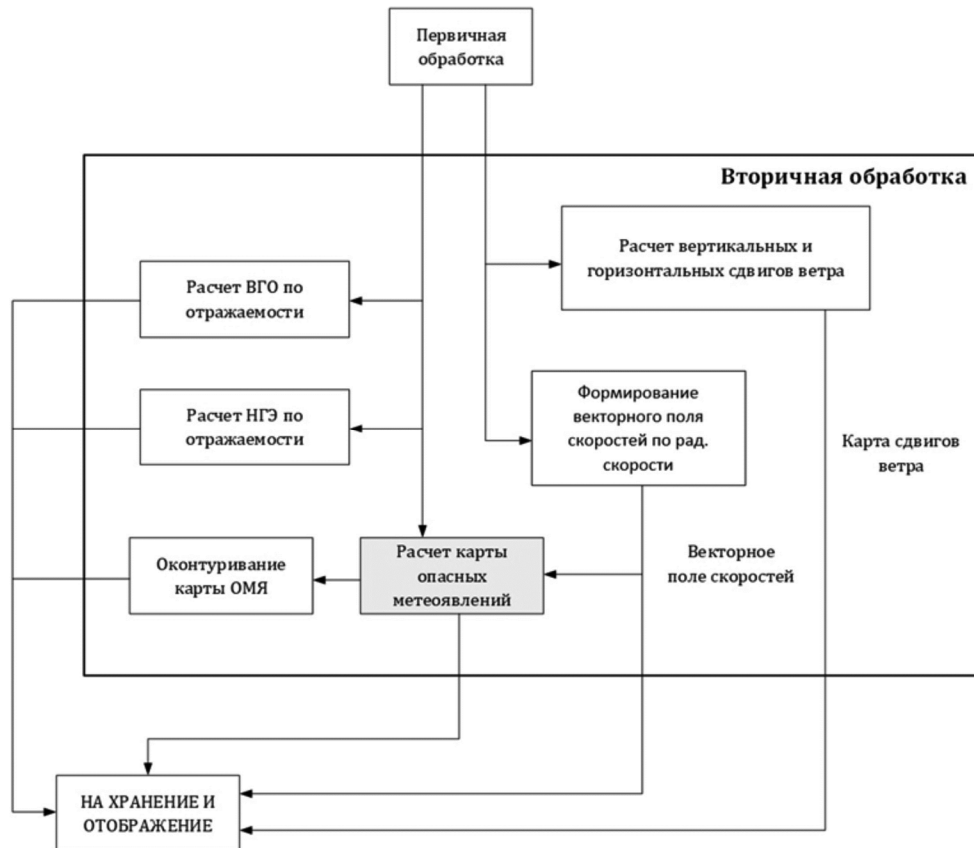 Первичная
обработка
Вторичная обработка
Расчет вертикальных и
горизонтальных сдвигов ветра
Расчет ВГО по
отражаемости
Формирование
векторного поля
скоростей по рад.
скорости
Расчет НГЭ по
отражаемости
Карта сдвигов
ветра
Оконтуривание
карты ОМЯ
Расчет карты
опасных
метеоявлений
Векторное
поле скоростей
НА ХРАНЕНИЕ И
ОТОБРАЖЕНИЕ